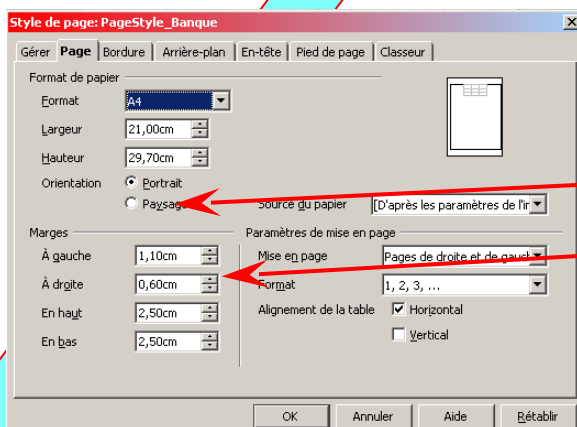 Style de page: PageStyle_Banque
Gérer Page Bordure Arrière-plan En-tête Pied de page Classeur
Format de papier
Format A4
Largeur 21,00cm
Hauteur 29,70cm
Orientation Portrait
Paysage Source du papier [D'après les paramètres de l'ir
Marges Paramètres de mise en page
À gauche 1,10cm Mise en page Pages de droite et de gauch
À droite 0,60cm Format 1, 2, 3, ...
En haut 2,50cm Alignement de la table Horizontal
En bas 2,50cm Vertical
OK Annuler Aide Rétablir